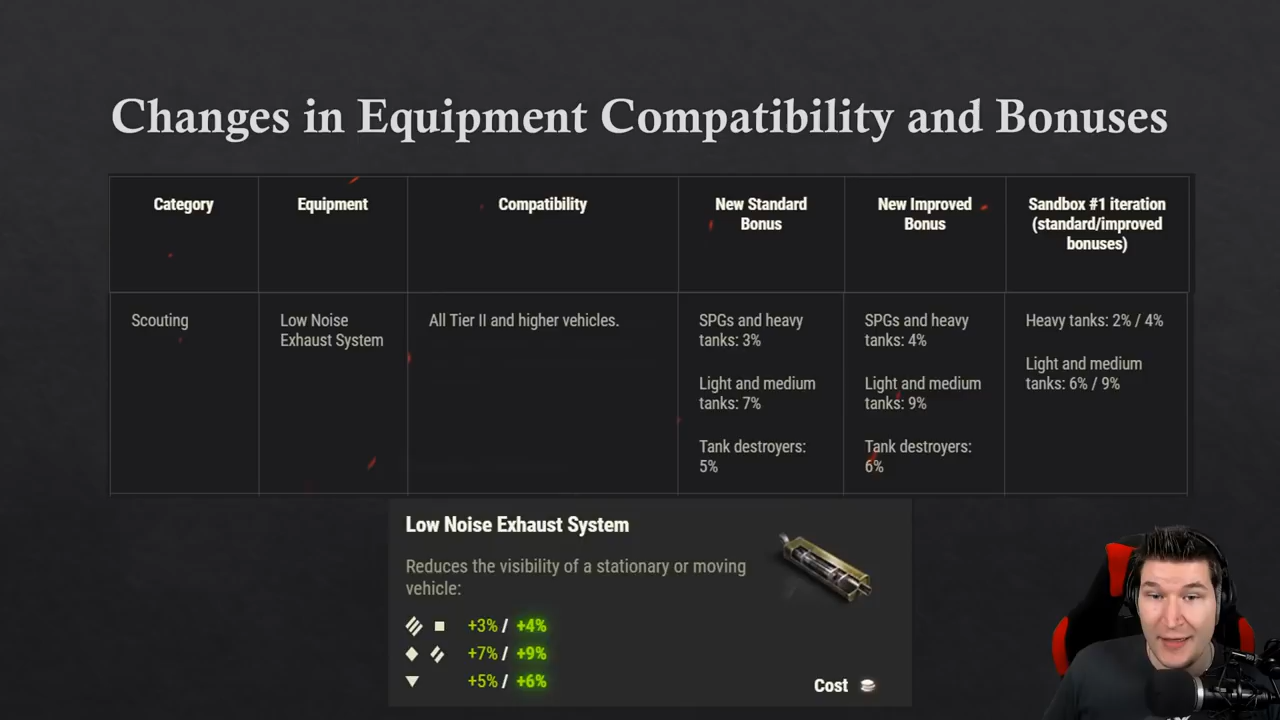 Changes in Equipment Compatibility and Bonuses
Category
Equipment
Compatibility
New Standard
Bonus
New Improved
Bonus
Sandbox #1 iteration
(standard/improved
bonuses)
Scouting
Low Noise
Exhaust System
All Tier II and higher vehicles.
SPGs and heavy
tanks: 3%
Light and medium
tanks: 7%
Tank destroyers:
5%
SPGs and heavy
tanks: 4%
Light and medium
tanks: 9%
Tank destroyers:
6%
Heavy tanks: 2% / 4%
Light and medium
tanks: 6% / 9%
Low Noise Exhaust System
Reduces the visibility of a stationary or moving
vehicle:
+3% / +4%
+7% / +9%
+5% / +6%
Cost